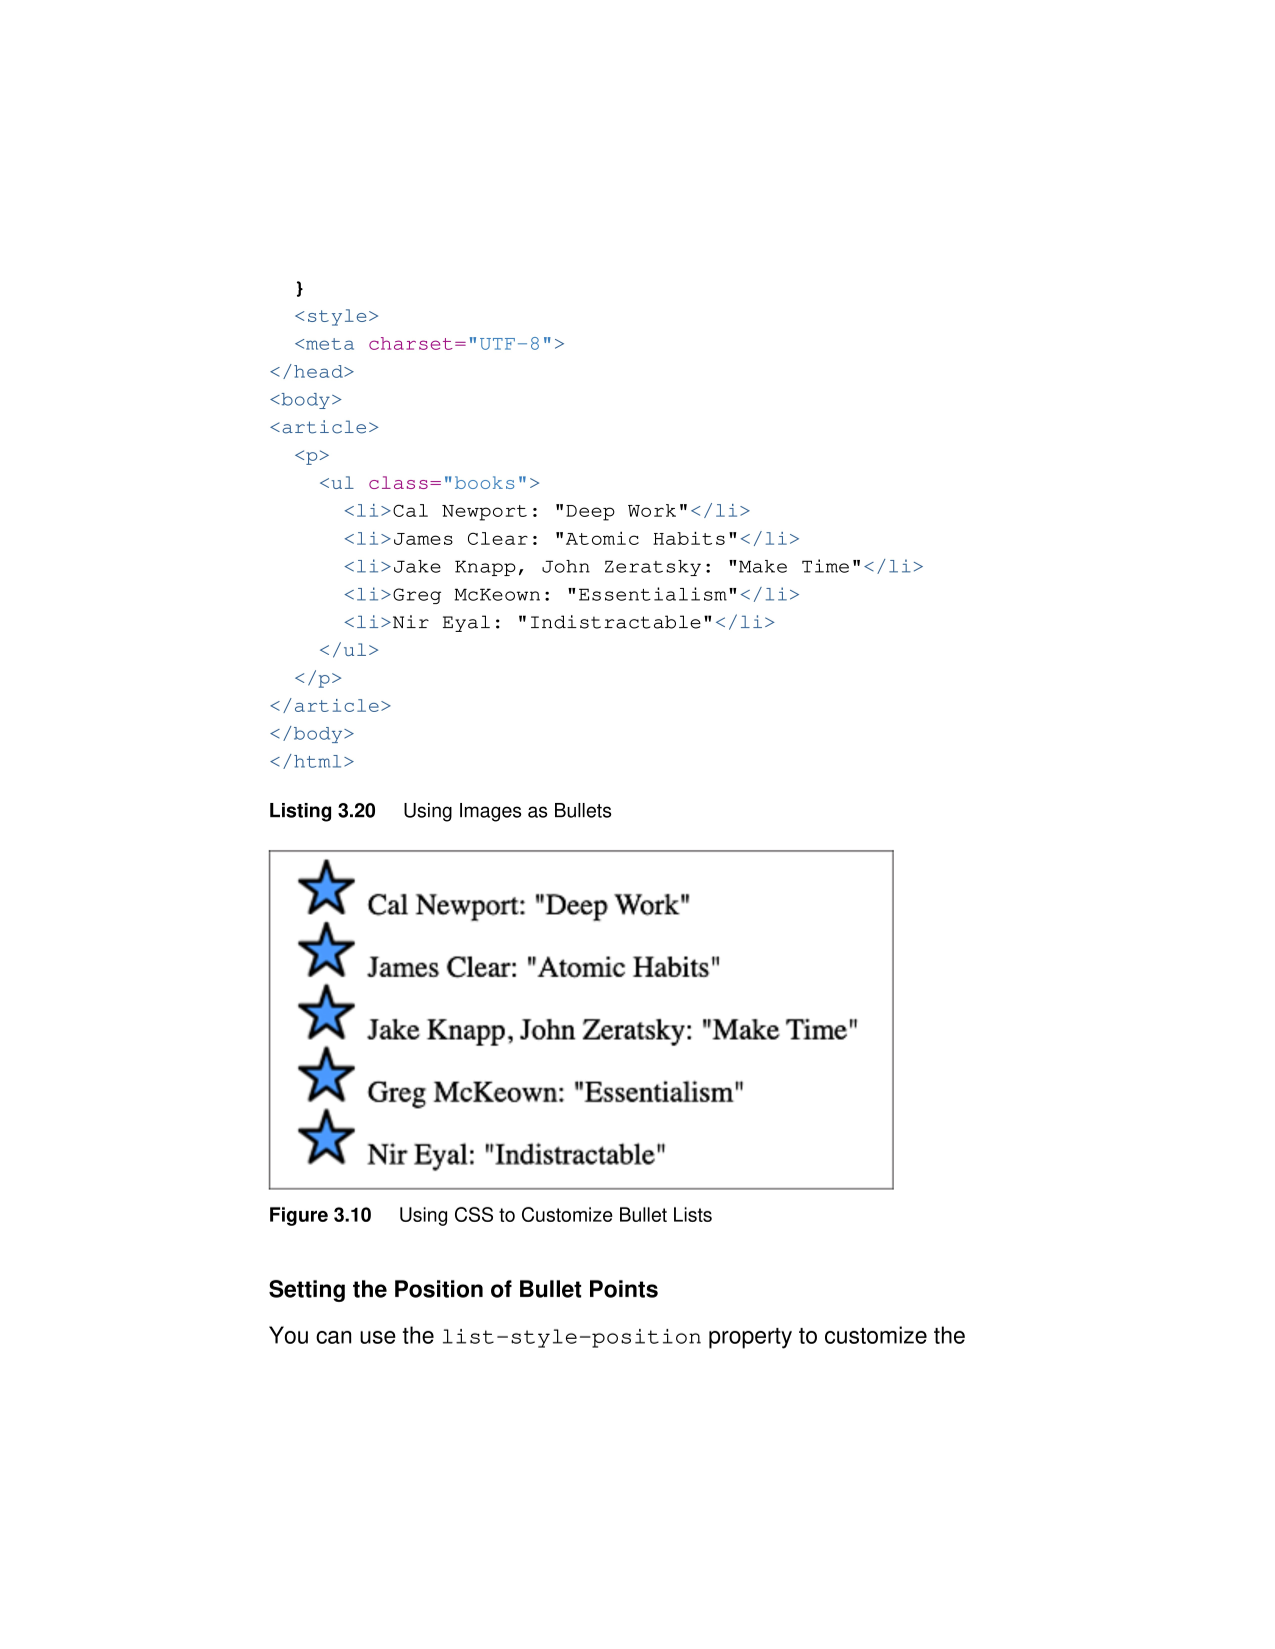 }
<style>
<meta charset="UTF-8">
</head>
<body>
<article>
<p>
<ul class="books">
<li>Cal Newport: "Deep Work"</li>
<li>James Clear: "Atomic Habits"</li>
<li>Jake Knapp, John Zeratsky: "Make Time"</li>
<li>Greg McKeown: "Essentialism"</li>
<li>Nir Eyal: "Indistractable"</li>
</ul>
</p>
</article>
</body>
</html>
Listing 3.20 Using Images as Bullets
Cal Newport: "Deep Work"
James Clear: "Atomic Habits"
Jake Knapp, John Zeratsky: "Make Time"
Greg McKeown: "Essentialism"
Nir Eyal: "Indistractable"
Figure 3.10 Using CSS to Customize Bullet Lists
Setting the Position of Bullet Points
You can use the list-style-position property to customize the